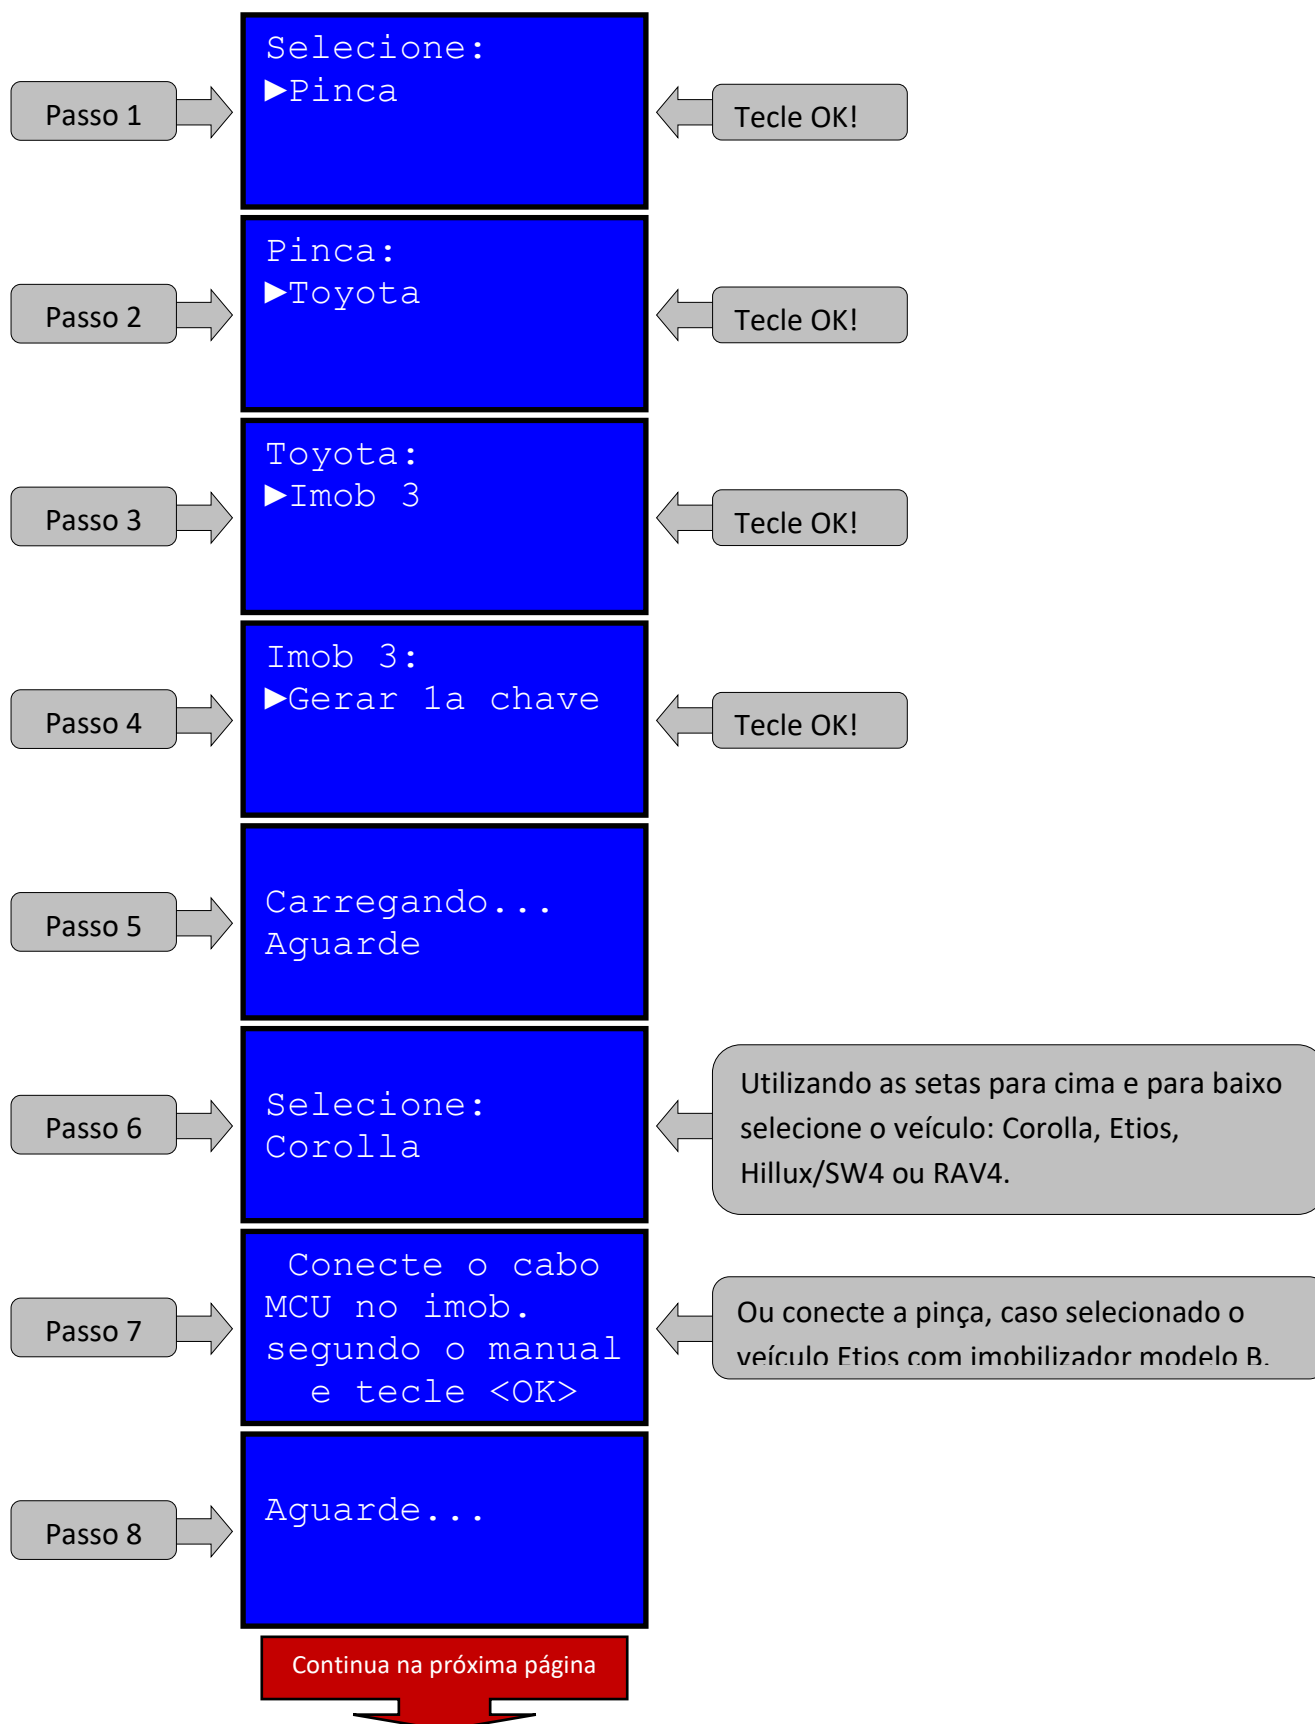 Passo 1
Selecione:
►Pinca
Tecle OK!
Passo 2
Pinca:
►Toyota
Tecle OK!
Passo 3
Toyota:
►Imob 3
Tecle OK!
Passo 4
Imob 3:
►Gerar 1a chave
Tecle OK!
Passo 5
Carregando...
Aguarde
Passo 6
Selecione:
Corolla
Utilizando as setas para cima e para baixo
selecione o veículo: Corolla, Etios,
Hillux/SW4 ou RAV4.
Passo 7
Conecte o cabo
MCU no imob.
segundo o manual
e tecle <OK>
Ou conecte a pinça, caso selecionado o
veículo Etios com imobilizador modelo B.
Passo 8
Aguarde...
Continua na próxima página